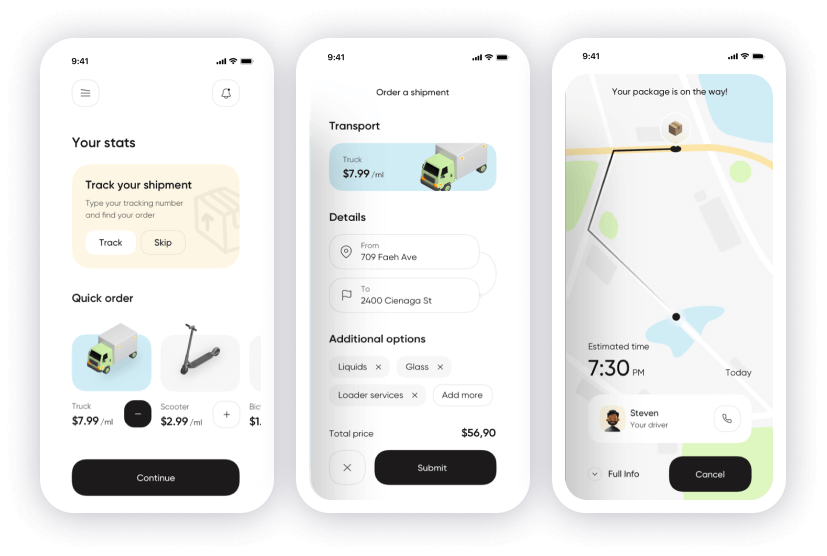 9:41
Your stats
Track your shipment
Type your tracking number
and find your order
Track
Skip
Quick order
Truck
$7.99 /ml
Scooter
$2.99 /ml
Bic
$1.
Continue
9:41
Order a shipment
Transport
Truck
$7.99 /ml
Details
From
709 Faeh Ave
To
2400 Cienaga St
Additional options
Liquids
Glass
Loader services
Add more
Total price
$56,90
Submit
9:41
Your package is on the way!
Estimated time
7:30 PM
Today
Steven
Your driver
Full Info
Cancel